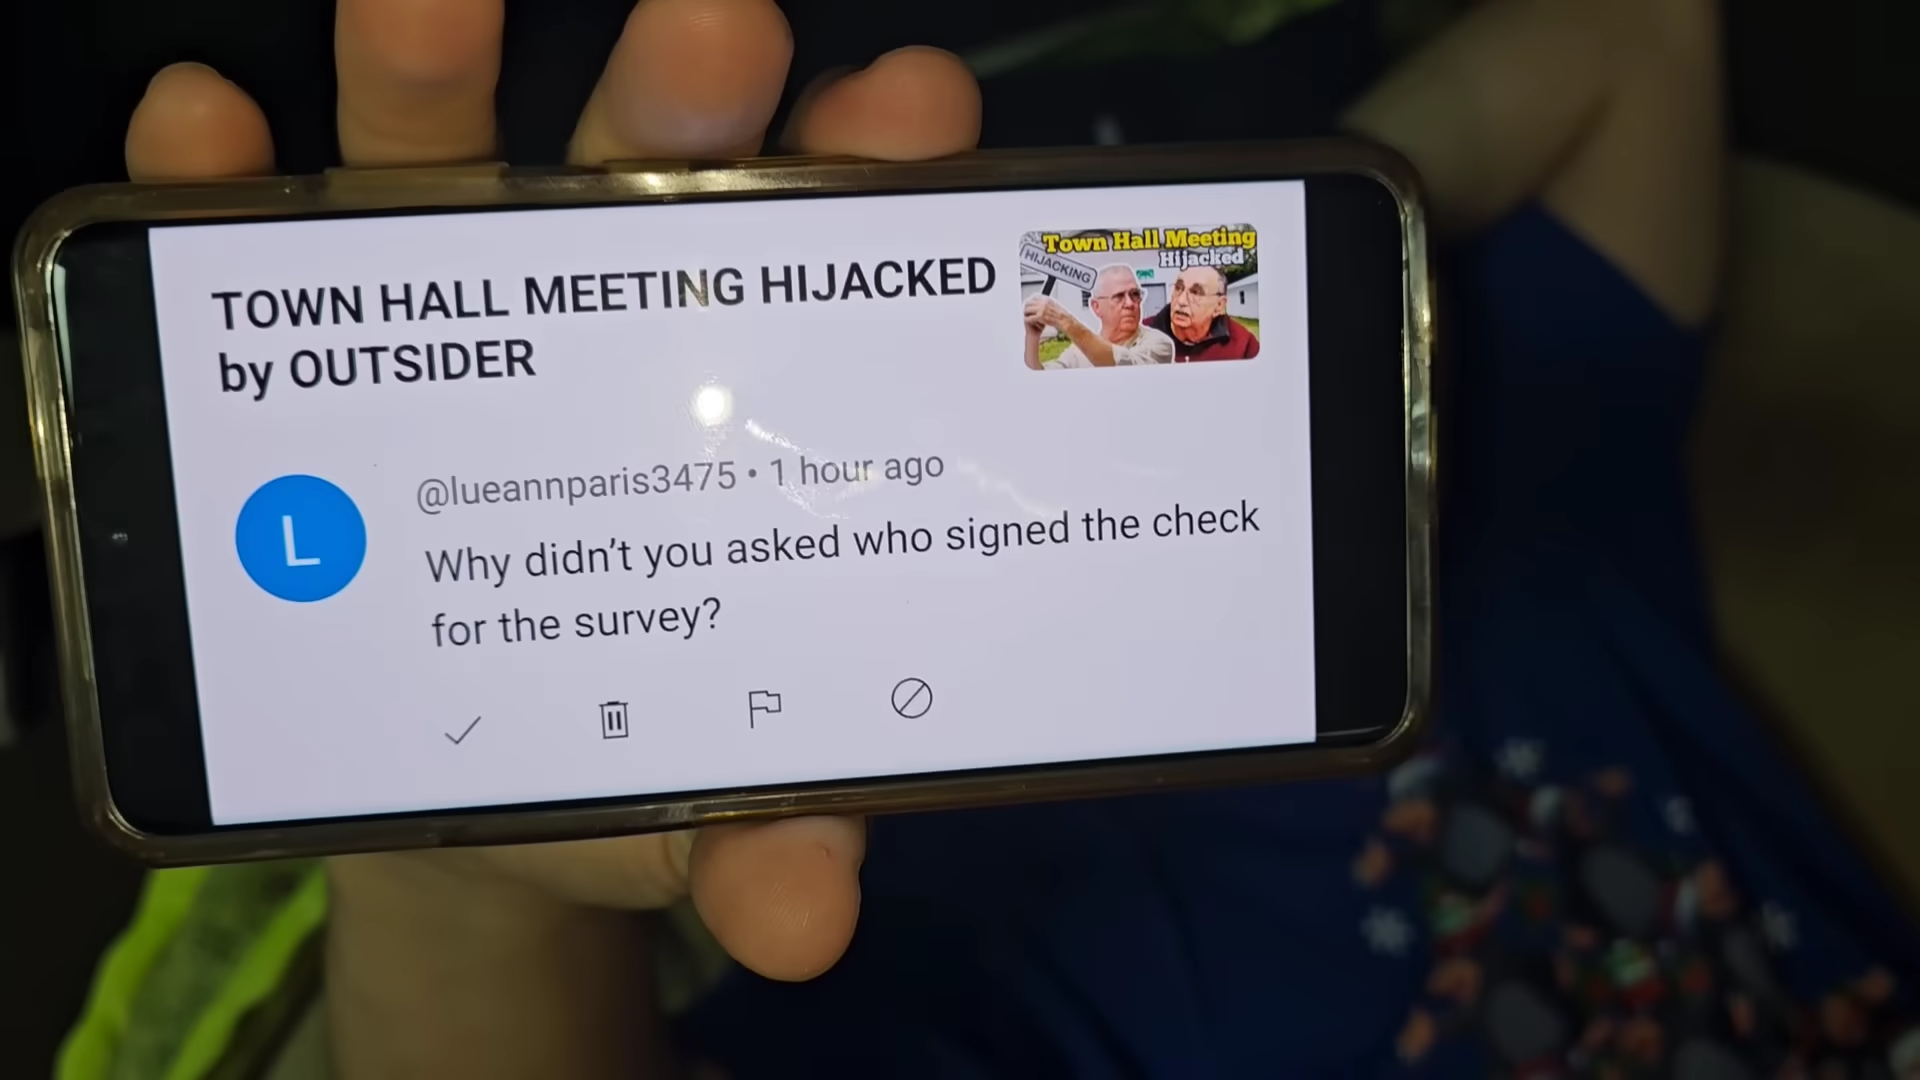 TOWN HALL MEETING HIJACKED
by OUTSIDER
Town Hall Meeting
Hijacked
HIJACKING
L
@lueannparis3475 • 1 hour ago
Why didn't you asked who signed the check
for the survey?